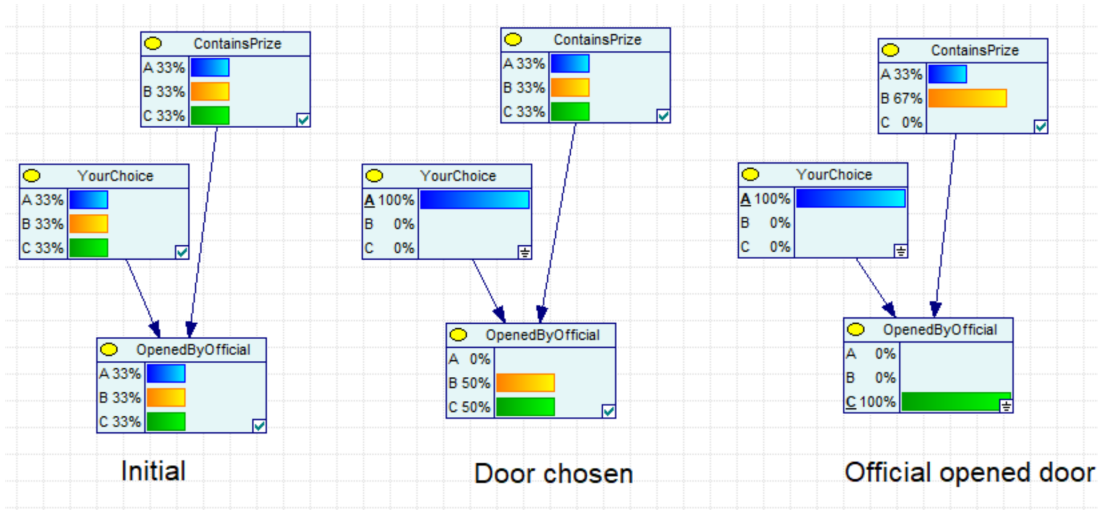 ContainsPrize
A 33%
B 33%
C 33%
YourChoice
A 33%
B 33%
C 33%
OpenedByOfficial
A 33%
B 33%
C 33%
Initial
ContainsPrize
A 33%
B 33%
C 33%
YourChoice
A 100%
B 0%
C 0%
OpenedByOfficial
A 0%
B 50%
C 50%
Door chosen
ContainsPrize
A 33%
B 67%
C 0%
YourChoice
A 100%
B 0%
C 0%
OpenedByOfficial
A 0%
B 0%
C 100%
Official opened door